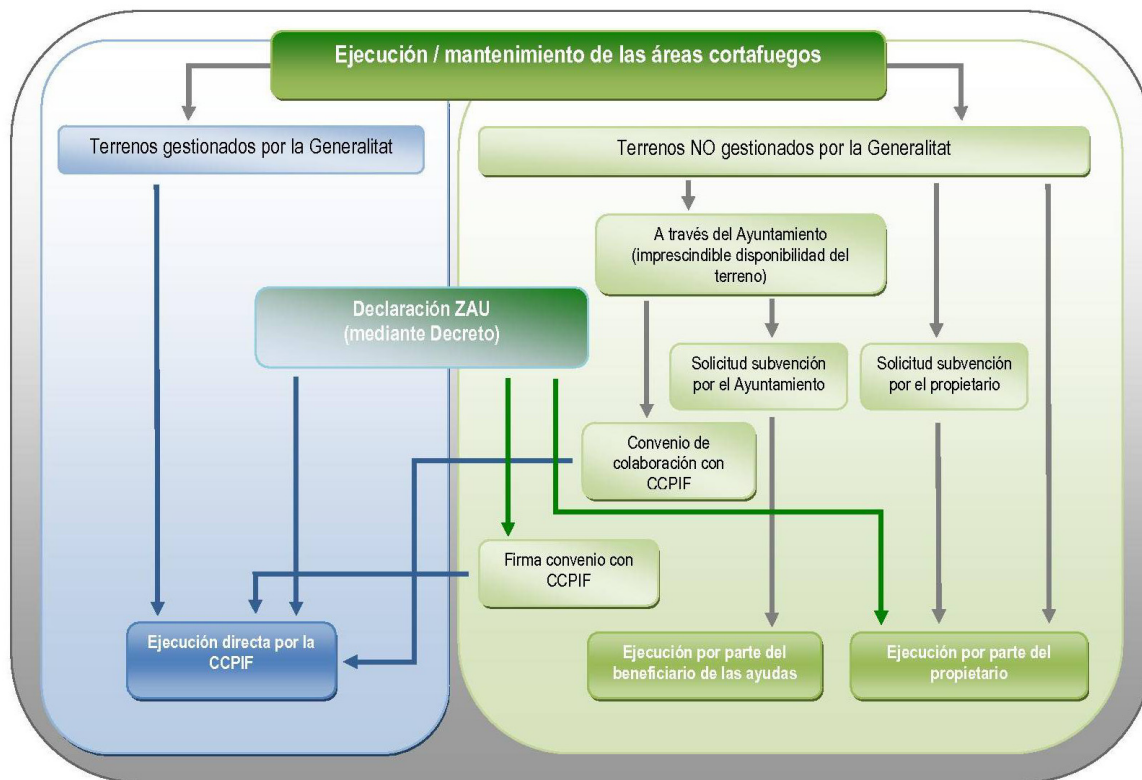 Ejecución / mantenimiento de las áreas cortafuegos
Terrenos gestionados por la Generalitat
Terrenos NO gestionados por la Generalitat
A través del Ayuntamiento
(imprescindible disponibilidad del
terreno)
Declaración ZAU
(mediante Decreto)
Solicitud subvención
por el Ayuntamiento
Solicitud subvención
por el propietario
Convenio de
colaboración con
CCPIF
Firma convenio con
CCPIF
Ejecución directa por la
CCPIF
Ejecución por parte del
beneficiario de las ayudas
Ejecución por parte del
propietario